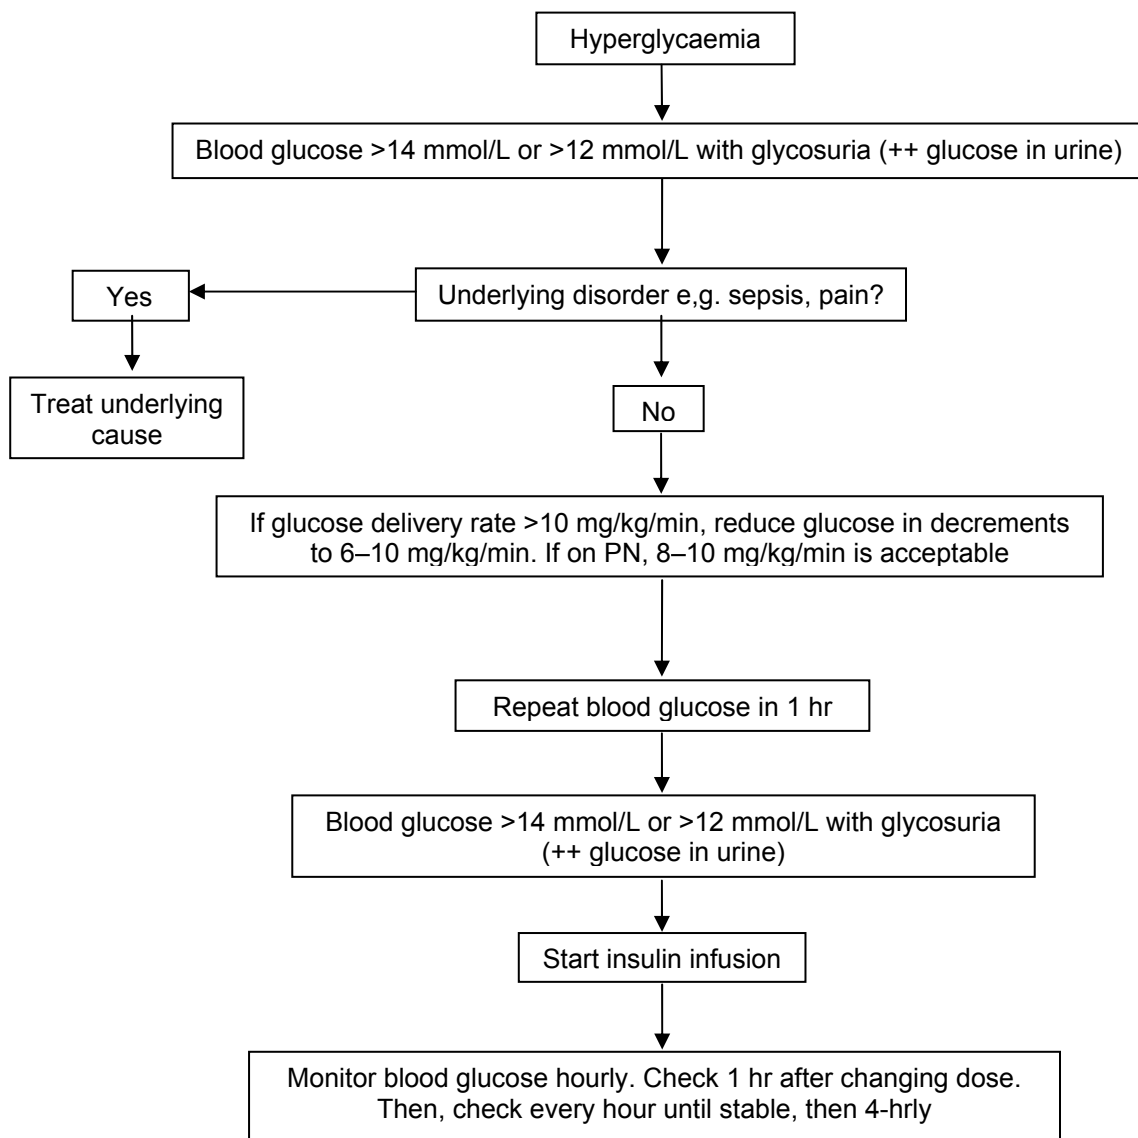 Hyperglycaemia
Blood glucose >14 mmol/L or >12 mmol/L with glycosuria (++ glucose in urine)
Underlying disorder e,g. sepsis, pain?
Yes
Treat underlying
cause
No
If glucose delivery rate >10 mg/kg/min, reduce glucose in decrements
to 6–10 mg/kg/min. If on PN, 8–10 mg/kg/min is acceptable
Repeat blood glucose in 1 hr
Blood glucose >14 mmol/L or >12 mmol/L with glycosuria
(++ glucose in urine)
Start insulin infusion
Monitor blood glucose hourly. Check 1 hr after changing dose.
Then, check every hour until stable, then 4-hrly